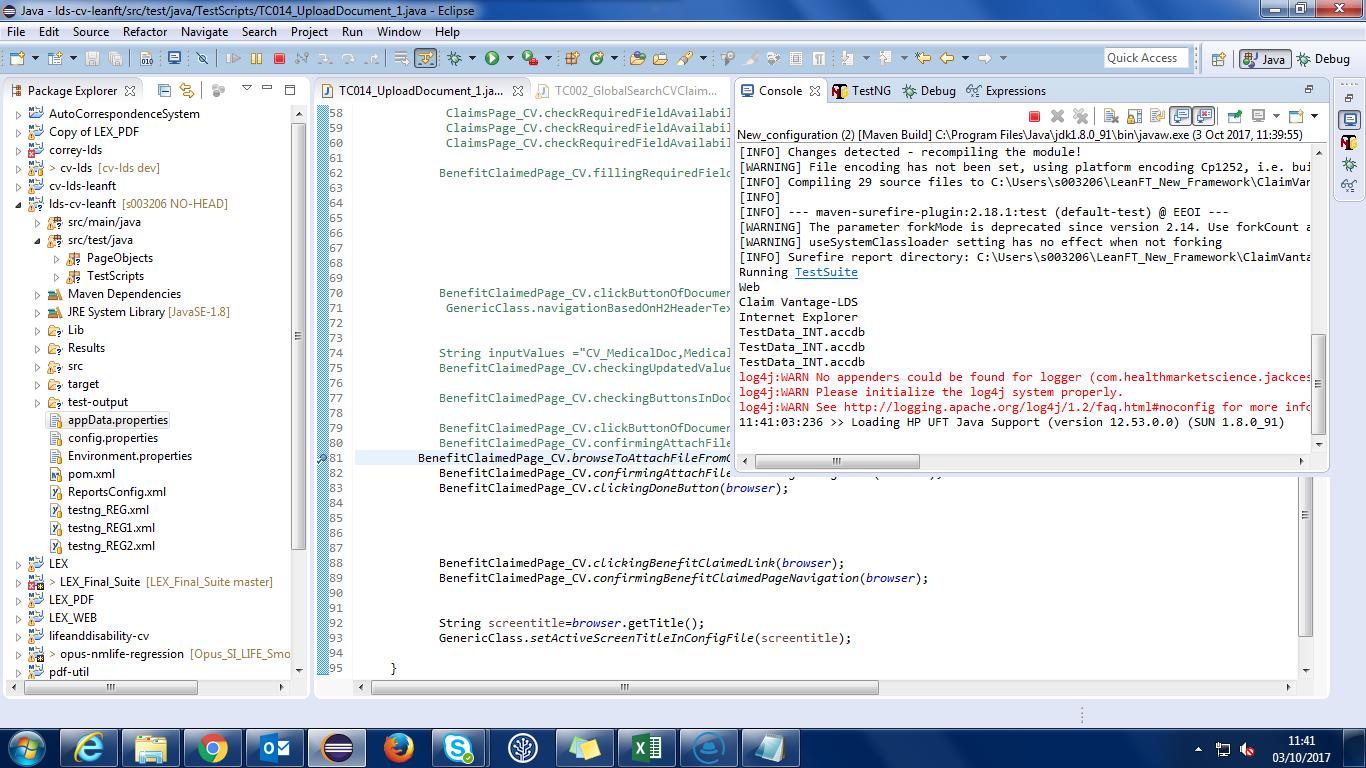 Java - lds-cv-leanft/src/test/java/TestScripts/TC014_UploadDocument_1.java - Eclipse
File Edit Source Refactor Navigate Search Project Run Window Help
Quick Access Java Debug
Package Explorer
AutoCorrespondenceSystem
Copy of LEX_PDF
correy-lds
> cv-lds [cv-lds dev]
cv-lds-leanft
lds-cv-leanft [s003206 NO-HEAD]
src/main/java
src/test/java
PageObjects
TestScripts
Maven Dependencies
JRE System Library [JavaSE-1.8]
Lib
Results
src
target
test-output
appData.properties
config.properties
Environment.properties
pom.xml
ReportsConfig.xml
testng_REG.xml
testng_REG1.xml
testng_REG2.xml
LEX
> LEX_Final_Suite [LEX_Final_Suite master]
LEX_PDF
LEX_WEB
lifeanddisability-cv
> opus-nmlife-regression [Opus_SI_LIFE_Smo
pdf-util
TC014_UploadDocument_1.ja... TC002_GlobalSearchCVClaim...
58 ClaimsPage_CV.checkRequiredFieldAvailabil
59 ClaimsPage_CV.checkRequiredFieldAvailabil
60 ClaimsPage_CV.checkRequiredFieldAvailabil
61
62 BenefitClaimedPage_CV.fillingRequiredField
63
64
65
66
67
68
69
70 BenefitClaimedPage_CV.clickButtonOfDocumen
71 GenericClass.navigationBasedOnH2HeaderTex
72
73
74 String inputValues ="CV_MedicalDoc,Medical
75 BenefitClaimedPage_CV.checkingUpdatedValue
76
77 BenefitClaimedPage_CV.checkingButtonsInDoc
78
79 BenefitClaimedPage_CV.clickButtonOfDocumen
80 BenefitClaimedPage_CV.confirmingAttachFile
81 BenefitClaimedPage_CV.browseToAttachFileFromC
82 BenefitClaimedPage_CV.confirmingAttachFile
83 BenefitClaimedPage_CV.clickingDoneButton(browser);
84
85
86
87
88 BenefitClaimedPage_CV.clickingBenefitClaimedLink(browser);
89 BenefitClaimedPage_CV.confirmingBenefitClaimedPageNavigation(browser);
90
91
92 String screentitle=browser.getTitle();
93 GenericClass.setActiveScreenTitleInConfigFile(screentitle);
94
95 }
Console TestNG Debug Expressions
New_configuration (2) [Maven Build] C:\Program Files\Java\jdk1.8.0_91\bin\javaw.exe (3 Oct 2017, 11:39:55)
[INFO] Changes detected - recompiling the module!
[WARNING] File encoding has not been set, using platform encoding Cp1252, i.e. bui
[INFO] Compiling 29 source files to C:\Users\s003206\LeanFT_New_Framework\ClaimVan
[INFO]
[INFO] --- maven-surefire-plugin:2.18.1:test (default-test) @ EEOI ---
[WARNING] The parameter forkMode is deprecated since version 2.14. Use forkCount a
[WARNING] useSystemClassloader setting has no effect when not forking
[INFO] Surefire report directory: C:\Users\s003206\LeanFT_New_Framework\ClaimVanta
Running TestSuite
Web
Claim Vantage-LDS
Internet Explorer
TestData_INT.accdb
TestData_INT.accdb
TestData_INT.accdb
log4j:WARN No appenders could be found for logger (com.healthmarketscience.jackces
log4j:WARN Please initialize the log4j system properly.
log4j:WARN See http://logging.apache.org/log4j/1.2/faq.html#noconfig for more info
11:41:03:236 >> Loading HP UFT Java Support (version 12.53.0.0) (SUN 1.8.0_91)
11:41
03/10/2017